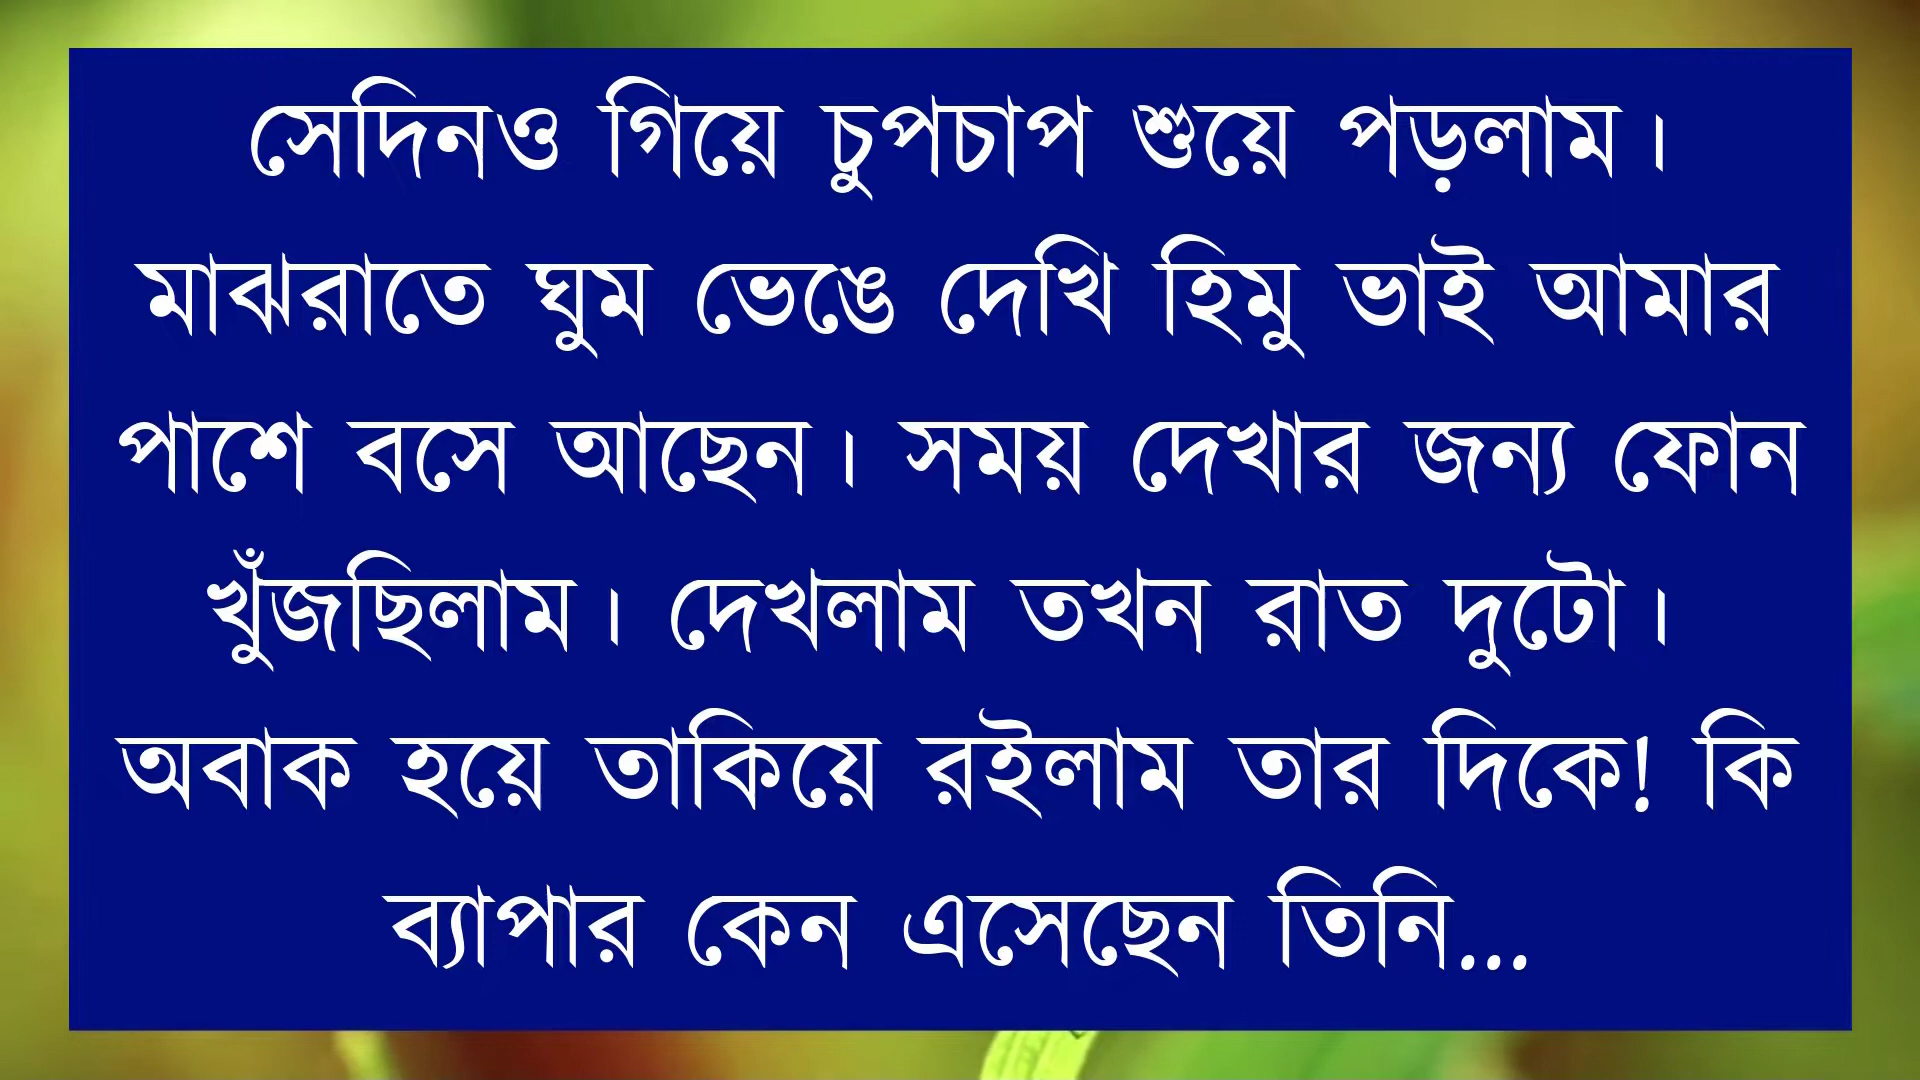 সেদিনও গিয়ে চুপচাপ শুয়ে পড়লাম।
মাঝরাতে ঘুম ভেঙে দেখি হিমু ভাই আমার
পাশে বসে আছেন। সময় দেখার জন্য ফোন
খুঁজছিলাম। দেখলাম তখন রাত দুটো।
অবাক হয়ে তাকিয়ে রইলাম তার দিকে! কি
ব্যাপার কেন এসেছেন তিনি...